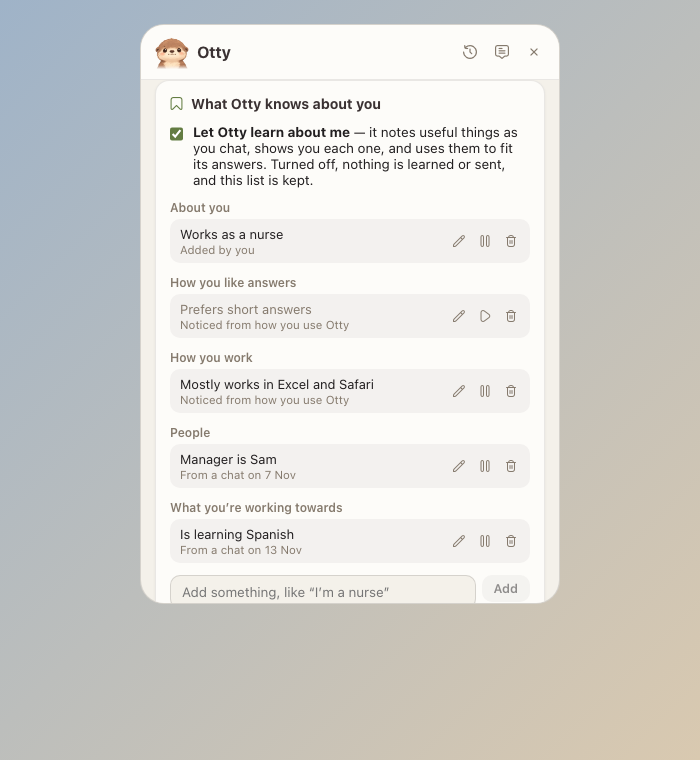 Otty
What Otty knows about you
Let Otty learn about me — it notes useful things as
you chat, shows you each one, and uses them to fit
its answers. Turned off, nothing is learned or sent,
and this list is kept.
About you
Works as a nurse
Added by you
How you like answers
Prefers short answers
Noticed from how you use Otty
How you work
Mostly works in Excel and Safari
Noticed from how you use Otty
People
Manager is Sam
From a chat on 7 Nov
What you’re working towards
Is learning Spanish
From a chat on 13 Nov
Add something, like “I’m a nurse”
Add